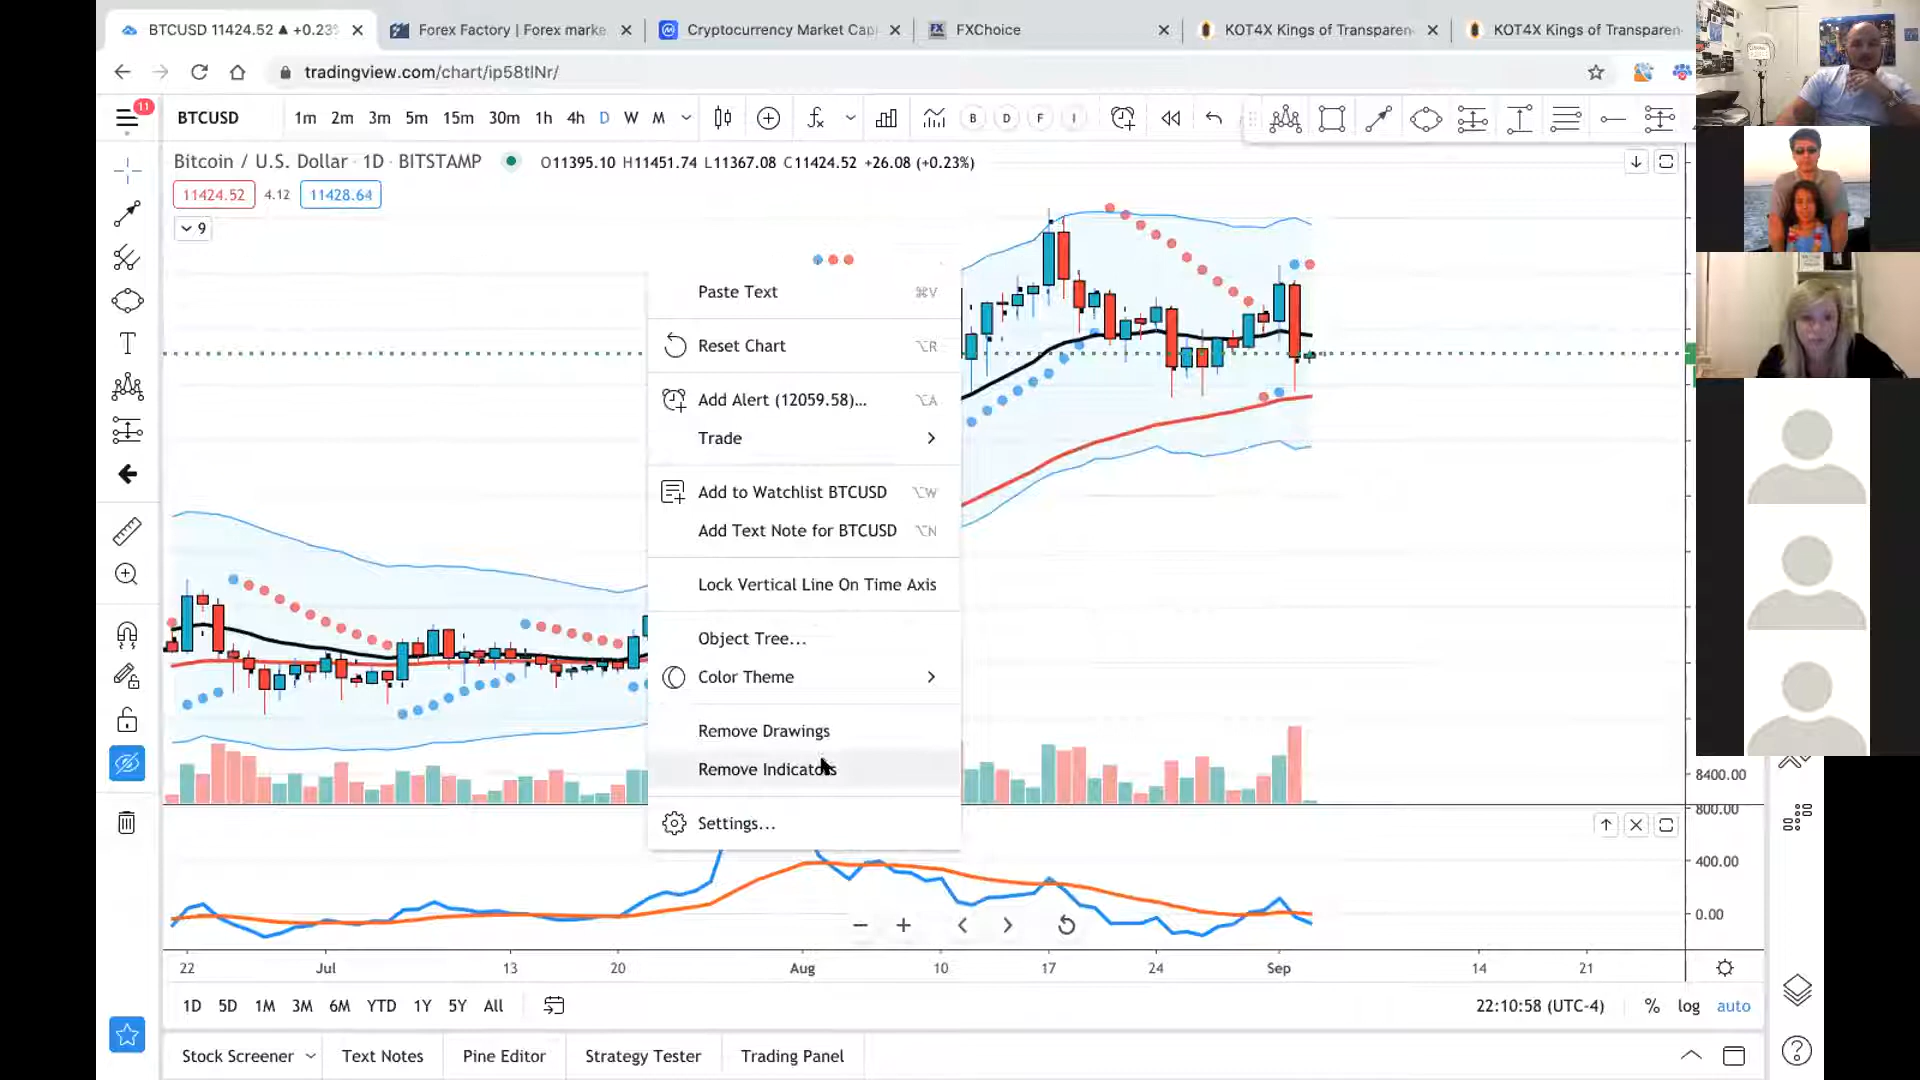 BTCUSD 11424.52 ▲ +0.23%
Forex Factory | Forex marke
Cryptocurrency Market Cap
FXChoice
KOT4X Kings of Transparen
KOT4X Kings of Transparen
tradingview.com/chart/ip58tlNr/
11
BTCUSD
1m 2m 3m 5m 15m 30m 1h 4h D W M
B D F I
Bitcoin / U.S. Dollar · 1D · BITSTAMP
O11395.10 H11451.74 L11367.08 C11424.52 +26.08 (+0.23%)
11424.52 4.12 11428.64
9
Paste Text ⌘V
Reset Chart ⌥R
Add Alert (12059.58)... ⌥A
Trade
Add to Watchlist BTCUSD ⌥W
Add Text Note for BTCUSD ⌥N
Lock Vertical Line On Time Axis
Object Tree...
Color Theme
Remove Drawings
Remove Indicators
Settings...
8400.00
800.00
400.00
0.00
22 Jul 13 20 Aug 10 17 24 Sep 14 21
1D 5D 1M 3M 6M YTD 1Y 5Y All
22:10:58 (UTC-4) % log auto
Stock Screener Text Notes Pine Editor Strategy Tester Trading Panel